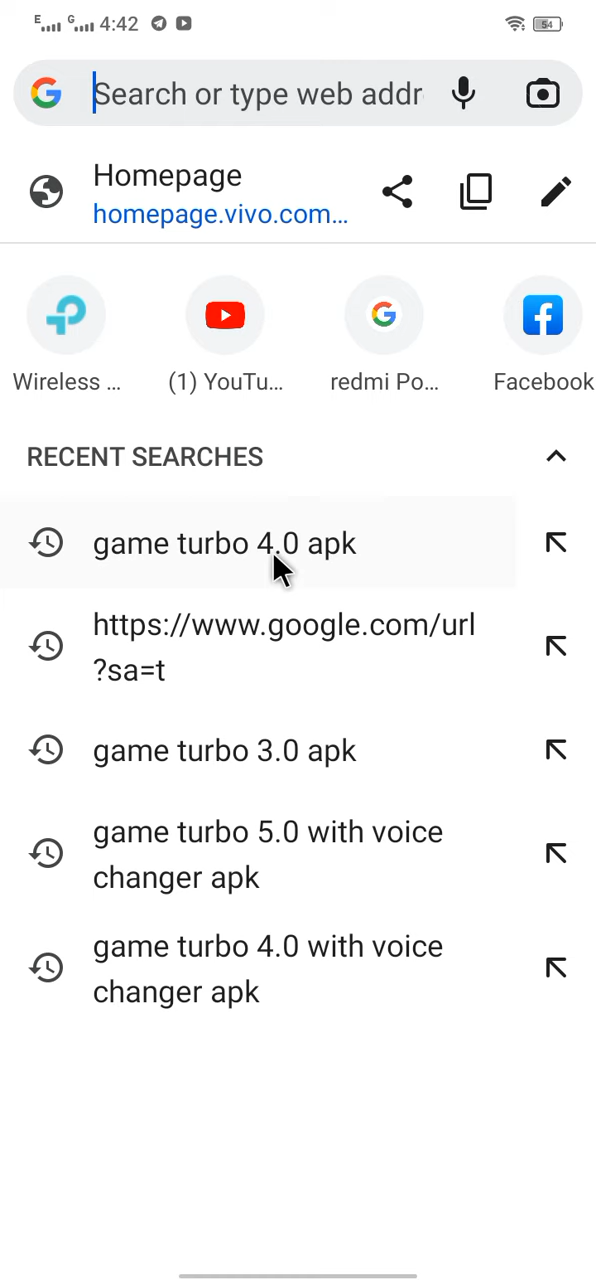 E G 4:42 54
Search or type web addr
Homepage
homepage.vivo.com...
Wireless ... (1) YouTu... redmi Po... Facebook
RECENT SEARCHES
game turbo 4.0 apk
https://www.google.com/url
?sa=t
game turbo 3.0 apk
game turbo 5.0 with voice
changer apk
game turbo 4.0 with voice
changer apk